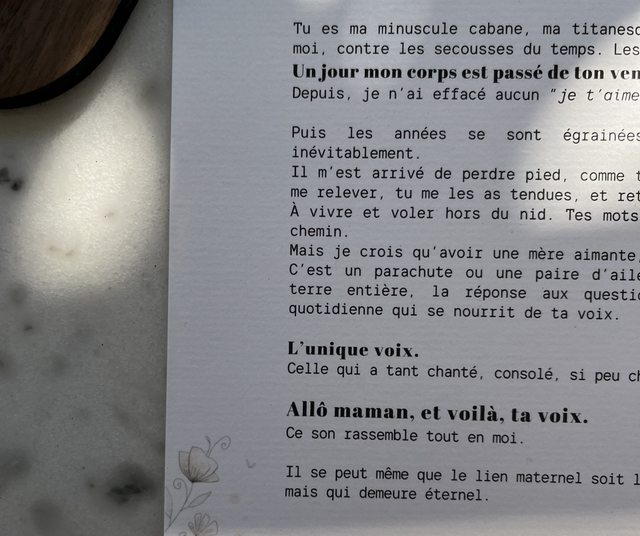 Tu es ma minuscule cabane, ma
moi, contre les secousses du temps. Les
Un jour mon corps est passé de ton
Depuis, je n'ai effacé aucun "je t'aime
Puis les années se sont égrainées
inévitablement.
Il m'est arrivé de perdre pied, comme
me relever, tu me les as tendues, et
À vivre et voler hors du nid. Tes mots
chemin.
Mais je crois qu'avoir une mère aimante,
C'est un parachute ou une paire
terre entière, la réponse aux
quotidienne qui se nourrit de ta voix.
L'unique voix.
Celle qui a tant chanté, consolé, si peu
Allô maman, et voilà, ta voix.
Ce son rassemble tout en moi.
Il se peut même que le lien maternel soit
mais qui demeure éternel.